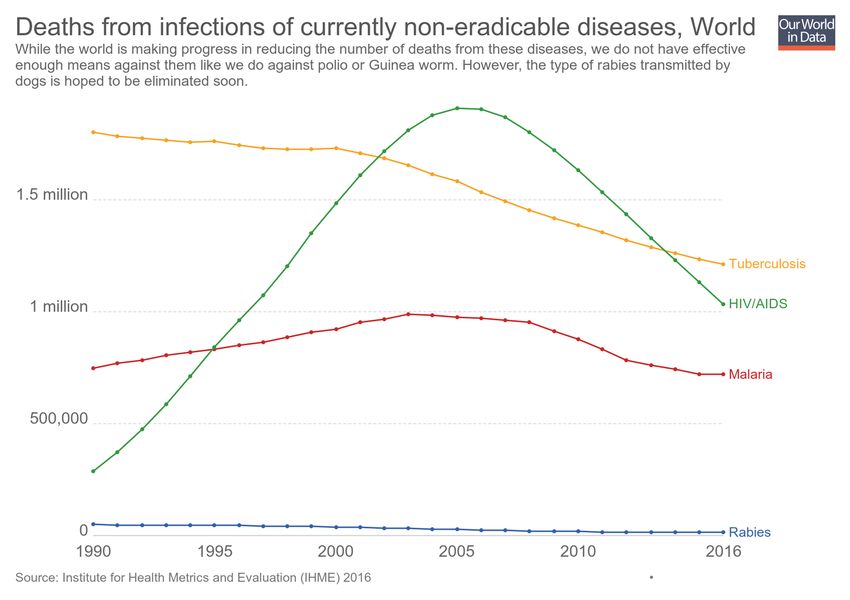 Deaths from infections of currently non-eradicable diseases, World
Our World
in Data
While the world is making progress in reducing the number of deaths from these diseases, we do not have effective
enough means against them like we do against polio or Guinea worm. However, the type of rabies transmitted by
dogs is hoped to be eliminated soon.
1.5 million
Tuberculosis
1 million
HIV/AIDS
Malaria
500,000
0
Rabies
1990
1995
2000
2005
2010
2016
Source: Institute for Health Metrics and Evaluation (IHME) 2016